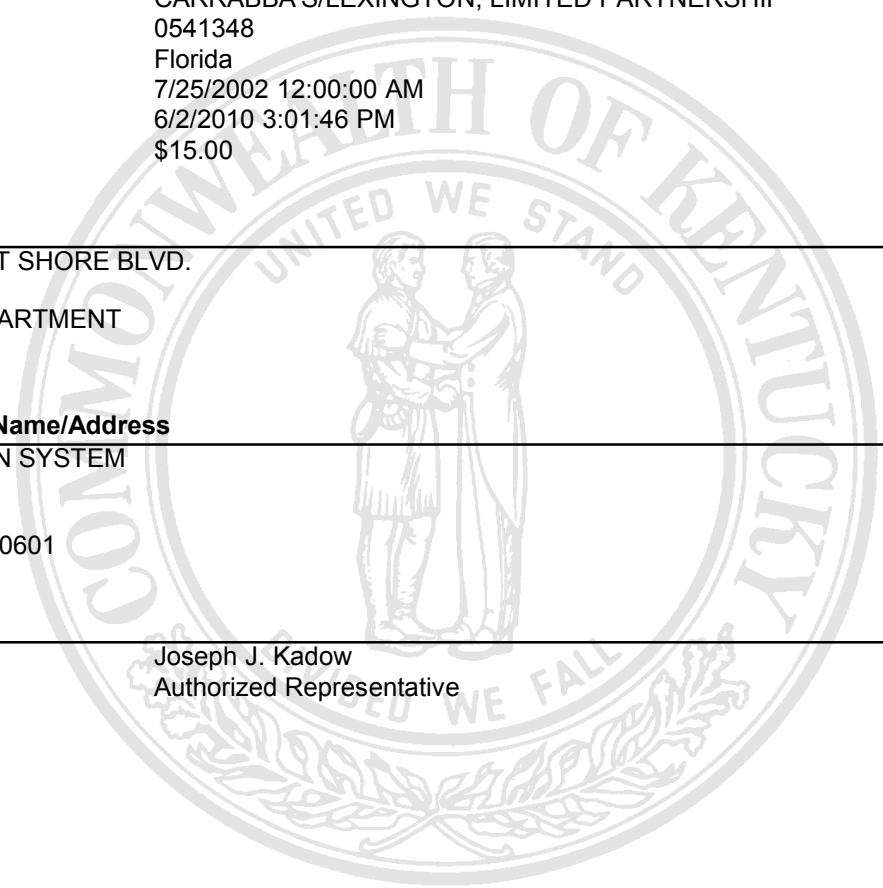 CARRABBA'S/LEXINGTON, LIMITED PARTNERSHIP
0541348
Florida
7/25/2002 12:00:00 AM
6/2/2010 3:01:46 PM
$15.00
T SHORE BLVD.
ARTMENT
Name/Address
N SYSTEM
0601
Joseph J. Kadow
Authorized Representative
COMMONWEALTH OF KENTUCKY
UNITED WE STAND
DIVIDED WE FALL